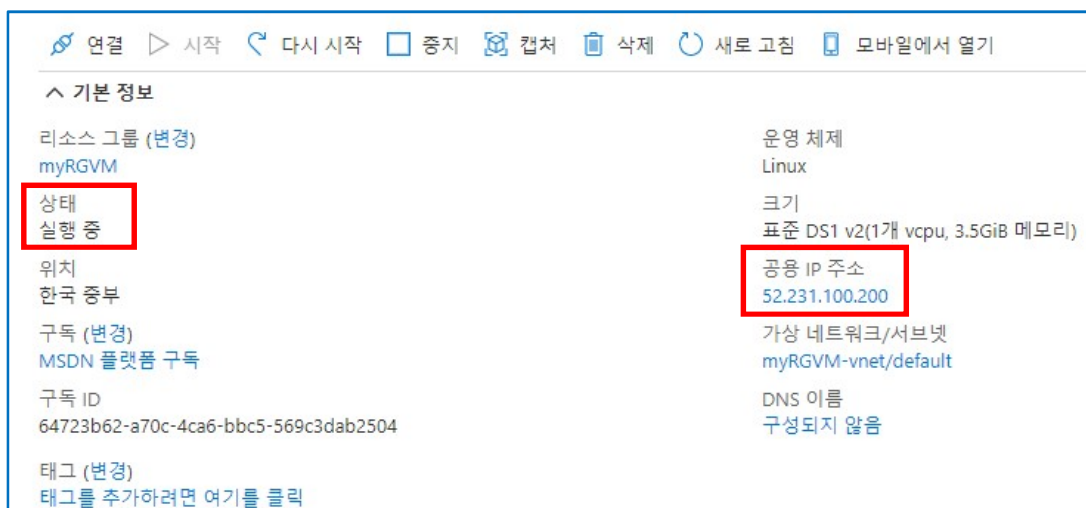 연결 시작 다시 시작 중지 캡처 삭제 새로 고침 모바일에서 열기
기본 정보
리소스 그룹 (변경)
myRGVM
상태
실행 중
위치
한국 중부
구독 (변경)
MSDN 플랫폼 구독
구독 ID
64723b62-a70c-4ca6-bbc5-569c3dab2504
태그 (변경)
태그를 추가하려면 여기를 클릭
운영 체제
Linux
크기
표준 DS1 v2(1개 vcpu, 3.5GiB 메모리)
공용 IP 주소
52.231.100.200
가상 네트워크/서브넷
myRGVM-vnet/default
DNS 이름
구성되지 않음